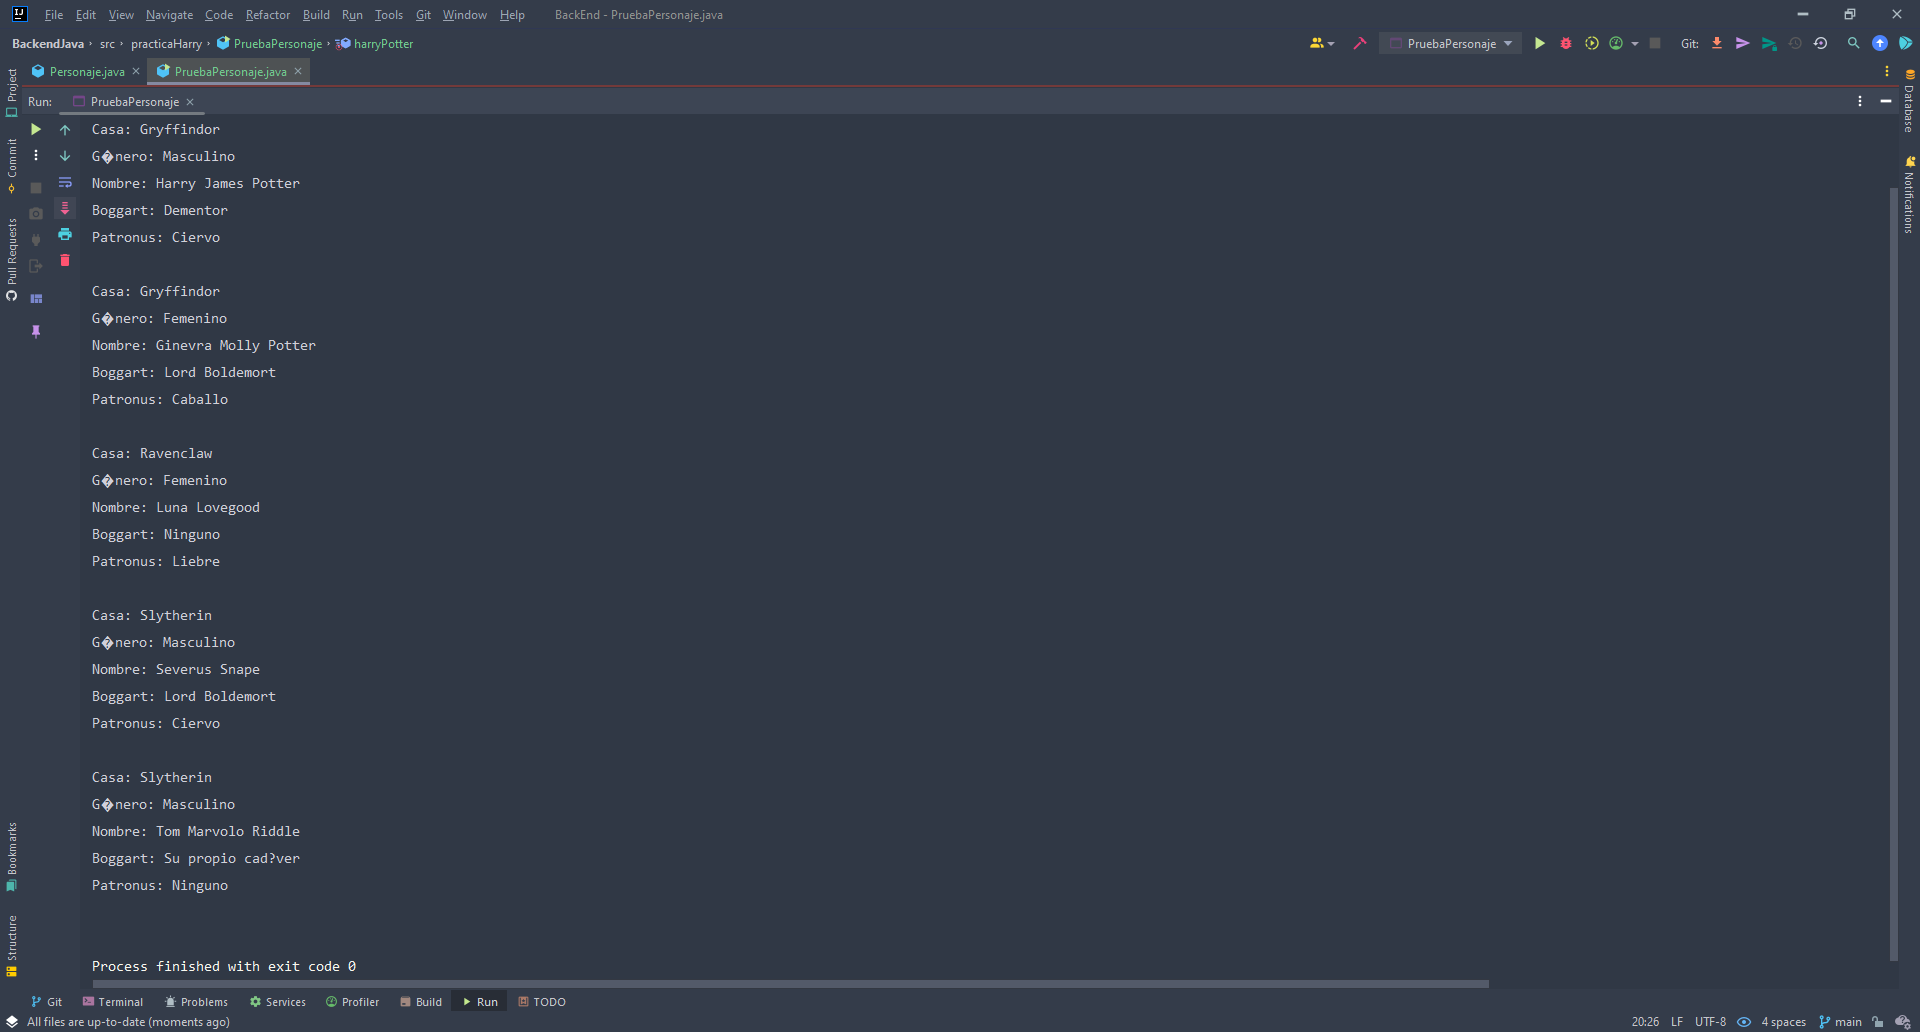 File Edit View Navigate Code Refactor Build Run Tools Git Window Help BackEnd - PruebaPersonaje.java
BackendJava › src › practicaHarry › PruebaPersonaje › harryPotter
PruebaPersonaje
Git:
Personaje.java
PruebaPersonaje.java
Run: PruebaPersonaje
Project
Commit
Pull Requests
Bookmarks
Structure
Database
Notifications
Casa: Gryffindor
G�nero: Masculino
Nombre: Harry James Potter
Boggart: Dementor
Patronus: Ciervo
Casa: Gryffindor
G�nero: Femenino
Nombre: Ginevra Molly Potter
Boggart: Lord Boldemort
Patronus: Caballo
Casa: Ravenclaw
G�nero: Femenino
Nombre: Luna Lovegood
Boggart: Ninguno
Patronus: Liebre
Casa: Slytherin
G�nero: Masculino
Nombre: Severus Snape
Boggart: Lord Boldemort
Patronus: Ciervo
Casa: Slytherin
G�nero: Masculino
Nombre: Tom Marvolo Riddle
Boggart: Su propio cad?ver
Patronus: Ninguno
Process finished with exit code 0
Git Terminal Problems Services Profiler Build Run TODO
All files are up-to-date (moments ago)
20:26 LF UTF-8 4 spaces main